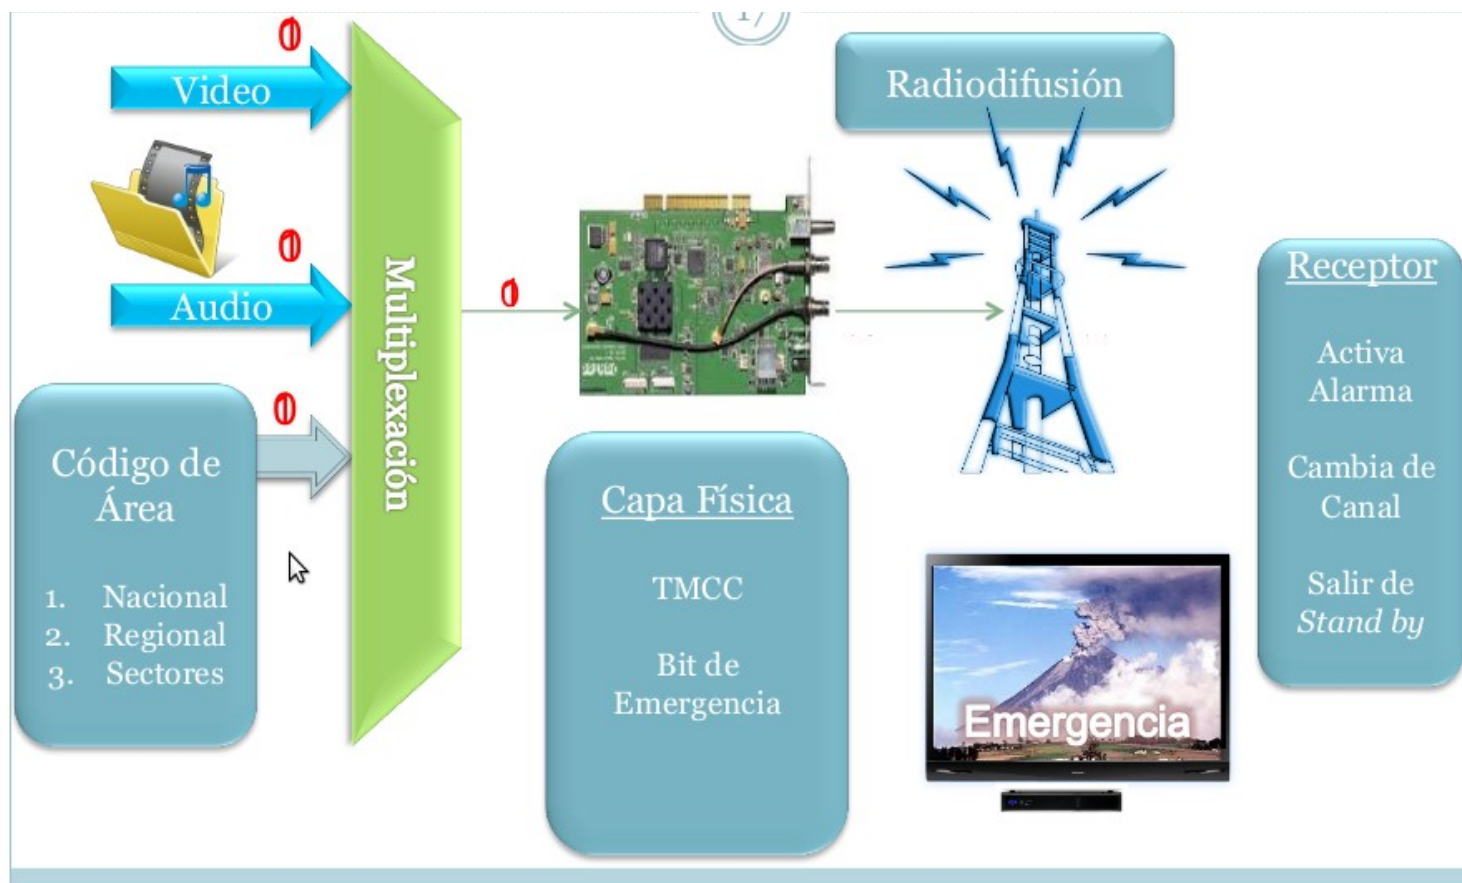 17
Video
Audio
Código de
Área
1. Nacional
2. Regional
3. Sectores
Multiplexación
Capa Física
TMCC
Bit de
Emergencia
Radiodifusión
Emergencia
Receptor
Activa
Alarma
Cambia de
Canal
Salir de
Stand by